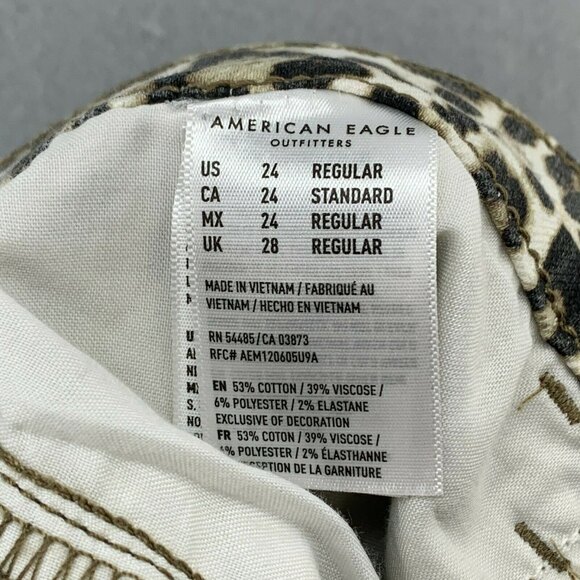 AMERICAN EAGLE
OUTFITTERS
US 24 REGULAR
CA 24 STANDARD
MX 24 REGULAR
UK 28 REGULAR
MADE IN VIETNAM / FABRIQUÉ AU
VIETNAM / HECHO EN VIETNAM
RN 54485 / CA 03873
RFC# AEM120605U9A
EN 53% COTTON / 39% VISCOSE /
6% POLYESTER / 2% ELASTANE
EXCLUSIVE OF DECORATION
FR 53% COTON / 39% VISCOSE /
6% POLYESTER / 2% ÉLASTHANNE
DE LA GARNITURE